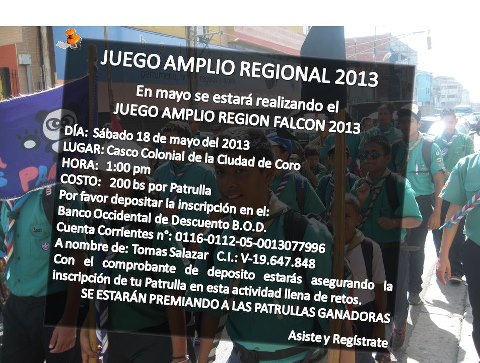 JUEGO AMPLIO REGIONAL 2013
En mayo se estará realizando el
JUEGO AMPLIO REGION FALCON 2013
DÍA: Sábado 18 de mayo del 2013
LUGAR: Casco Colonial de la Ciudad de Coro
HORA: 1:00 pm
COSTO: 200 bs por Patrulla
Por favor depositar la inscripción en el:
Banco Occidental de Descuento B.O.D.
Cuenta Corrientes n°: 0116-0112-05-0013077996
A nombre de: Tomas Salazar C.I.: V-19.647.848
Con el comprobante de deposito estarás asegurando la
inscripción de tu Patrulla en esta actividad llena de retos.
SE ESTARÁN PREMIANDO A LAS PATRULLAS GANADORAS
Asiste y Regístrate